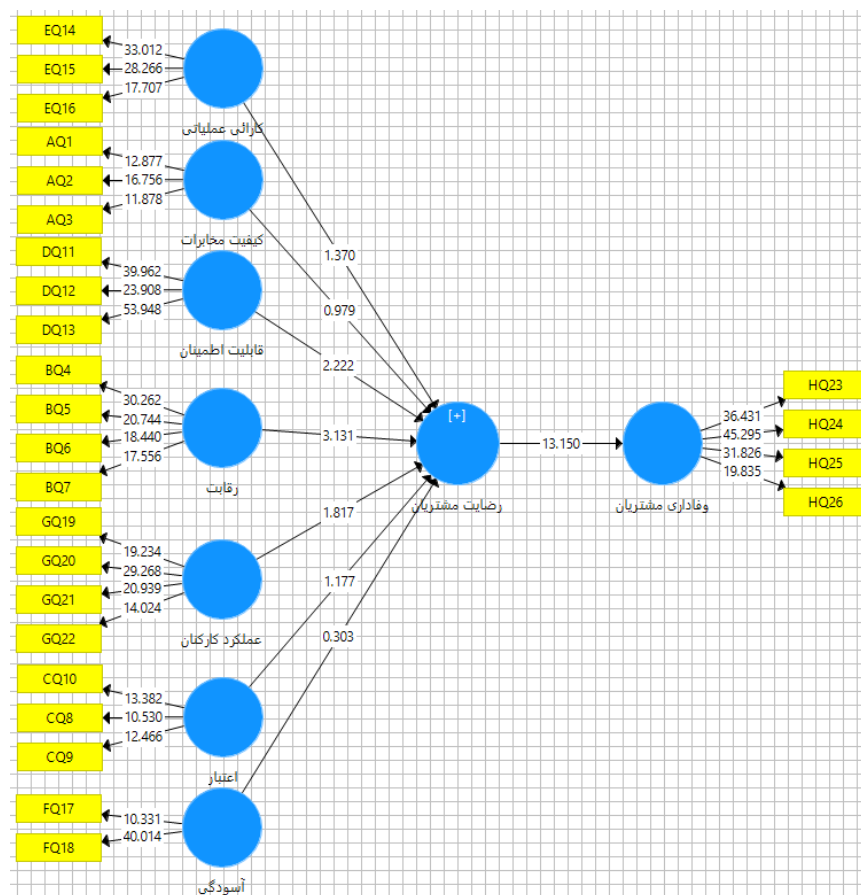 EQ14
33.012
EQ15
28.266
EQ16
17.707
کارائی عملیاتی
AQ1
12.877
AQ2
16.756
AQ3
11.878
کیفیت مخابرات
DQ11
39.962
DQ12
23.908
DQ13
53.948
قابلیت اطمینان
BQ4
30.262
BQ5
20.744
BQ6
18.440
BQ7
17.556
رقابت
GQ19
19.234
GQ20
29.268
GQ21
20.939
GQ22
14.024
عملکرد کارکنان
CQ10
13.382
CQ8
10.530
CQ9
12.466
اعتبار
FQ17
10.331
FQ18
40.014
آسودگی
1.370
0.979
2.222
3.131
1.817
1.177
0.303
[+]
رضایت مشتریان
13.150
وفاداری مشتریان
HQ23
36.431
HQ24
45.295
HQ25
31.826
HQ26
19.835